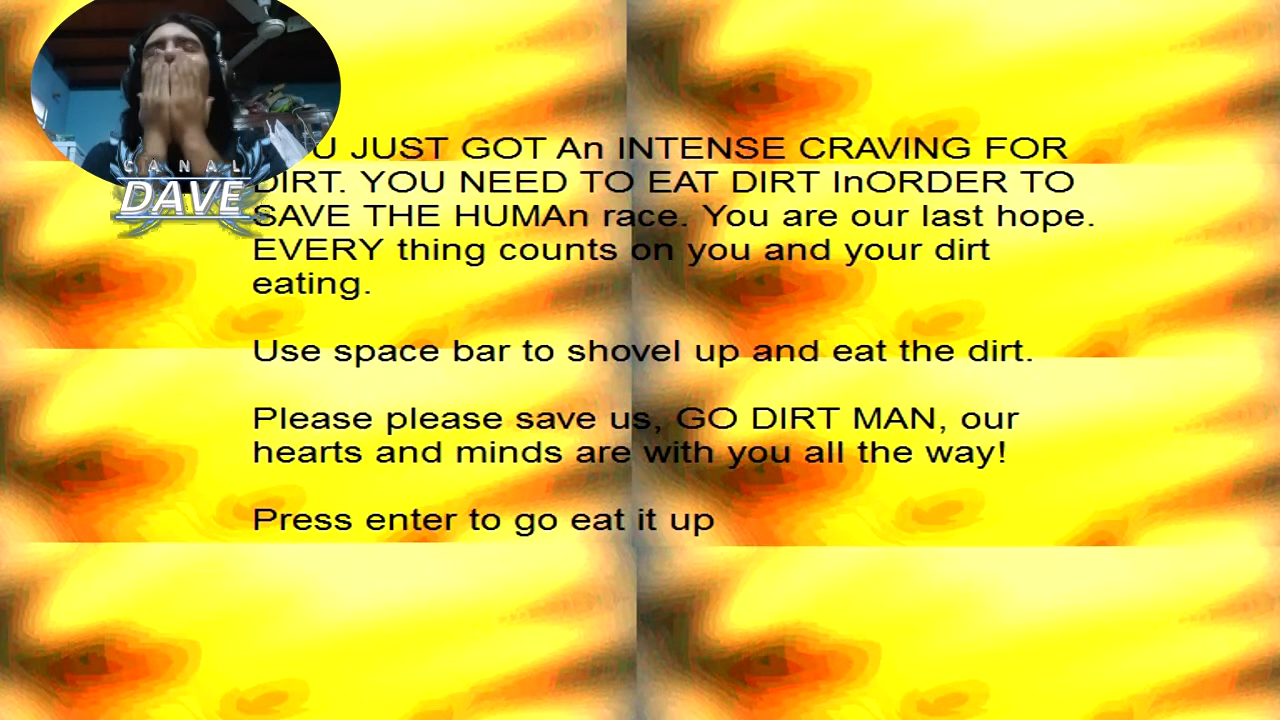 CANAL
DAVE
U JUST GOT An INTENSE CRAVING FOR
DIRT. YOU NEED TO EAT DIRT InORDER TO
SAVE THE HUMAn race. You are our last hope.
EVERY thing counts on you and your dirt
eating.
Use space bar to shovel up and eat the dirt.
Please please save us, GO DIRT MAN, our
hearts and minds are with you all the way!
Press enter to go eat it up